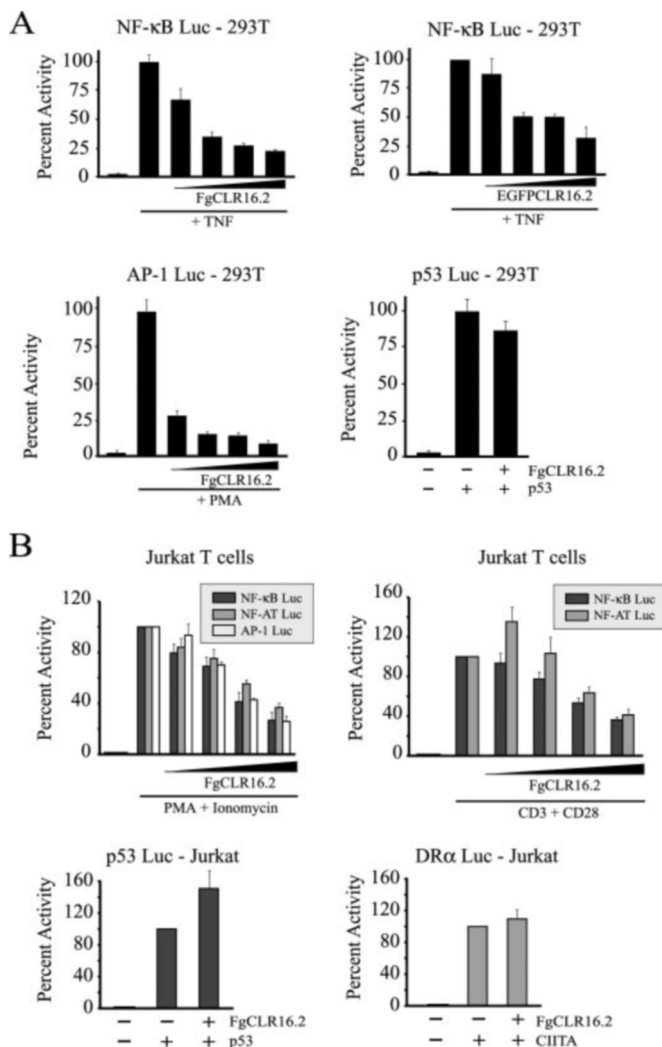 A
NF-κB Luc - 293T
Percent Activity
100
75
50
25
0
FgCLR16.2
+ TNF
NF-κB Luc - 293T
Percent Activity
100
75
50
25
0
EGFPCLR16.2
+ TNF
AP-1 Luc - 293T
Percent Activity
100
75
50
25
0
FgCLR16.2
+ PMA
p53 Luc - 293T
Percent Activity
100
75
50
25
0
– – + FgCLR16.2
– + + p53
B
Jurkat T cells
NF-κB Luc
NF-AT Luc
AP-1 Luc
Percent Activity
120
80
40
0
FgCLR16.2
PMA + Ionomycin
Jurkat T cells
NF-κB Luc
NF-AT Luc
Percent Activity
160
120
80
40
0
FgCLR16.2
CD3 + CD28
p53 Luc - Jurkat
Percent Activity
160
120
80
40
0
– – + FgCLR16.2
– + + p53
DRα Luc - Jurkat
Percent Activity
160
120
80
40
0
– – + FgCLR16.2
– + + CIITA